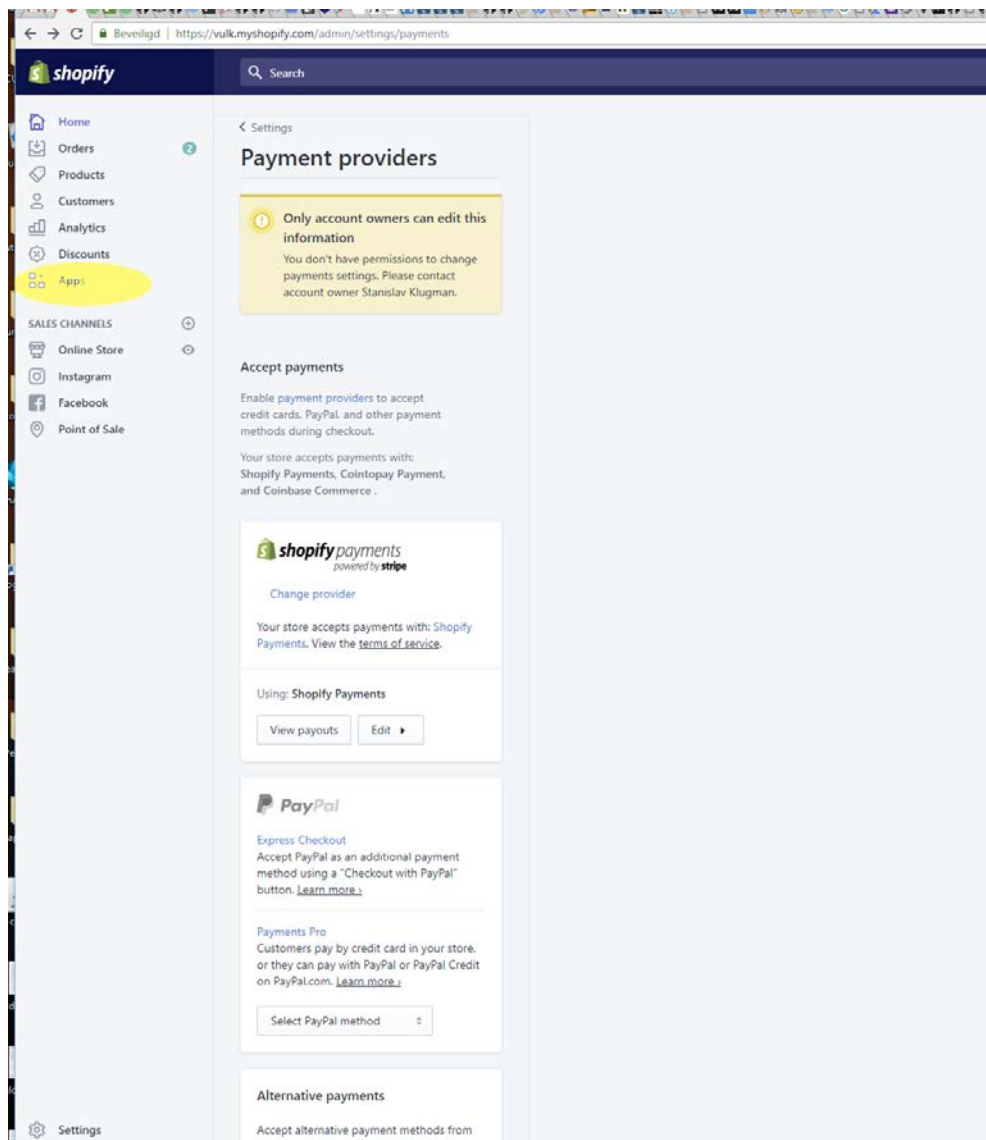 Beveiligd | https://vulk.myshopify.com/admin/settings/payments
shopify
Search
Home
Orders 2
Products
Customers
Analytics
Discounts
Apps
SALES CHANNELS
Online Store
Instagram
Facebook
Point of Sale
Settings
Settings
Payment providers
Only account owners can edit this
information
You don't have permissions to change
payments settings. Please contact
account owner Stanislav Klugman.
Accept payments
Enable payment providers to accept
credit cards, PayPal, and other payment
methods during checkout.
Your store accepts payments with:
Shopify Payments, Cointopay Payment,
and Coinbase Commerce .
shopify payments
powered by stripe
Change provider
Your store accepts payments with: Shopify
Payments. View the terms of service.
Using: Shopify Payments
View payouts
Edit
PayPal
Express Checkout
Accept PayPal as an additional payment
method using a "Checkout with PayPal"
button. Learn more ›
Payments Pro
Customers pay by credit card in your store,
or they can pay with PayPal or PayPal Credit
on PayPal.com. Learn more ›
Select PayPal method
Alternative payments
Accept alternative payment methods from